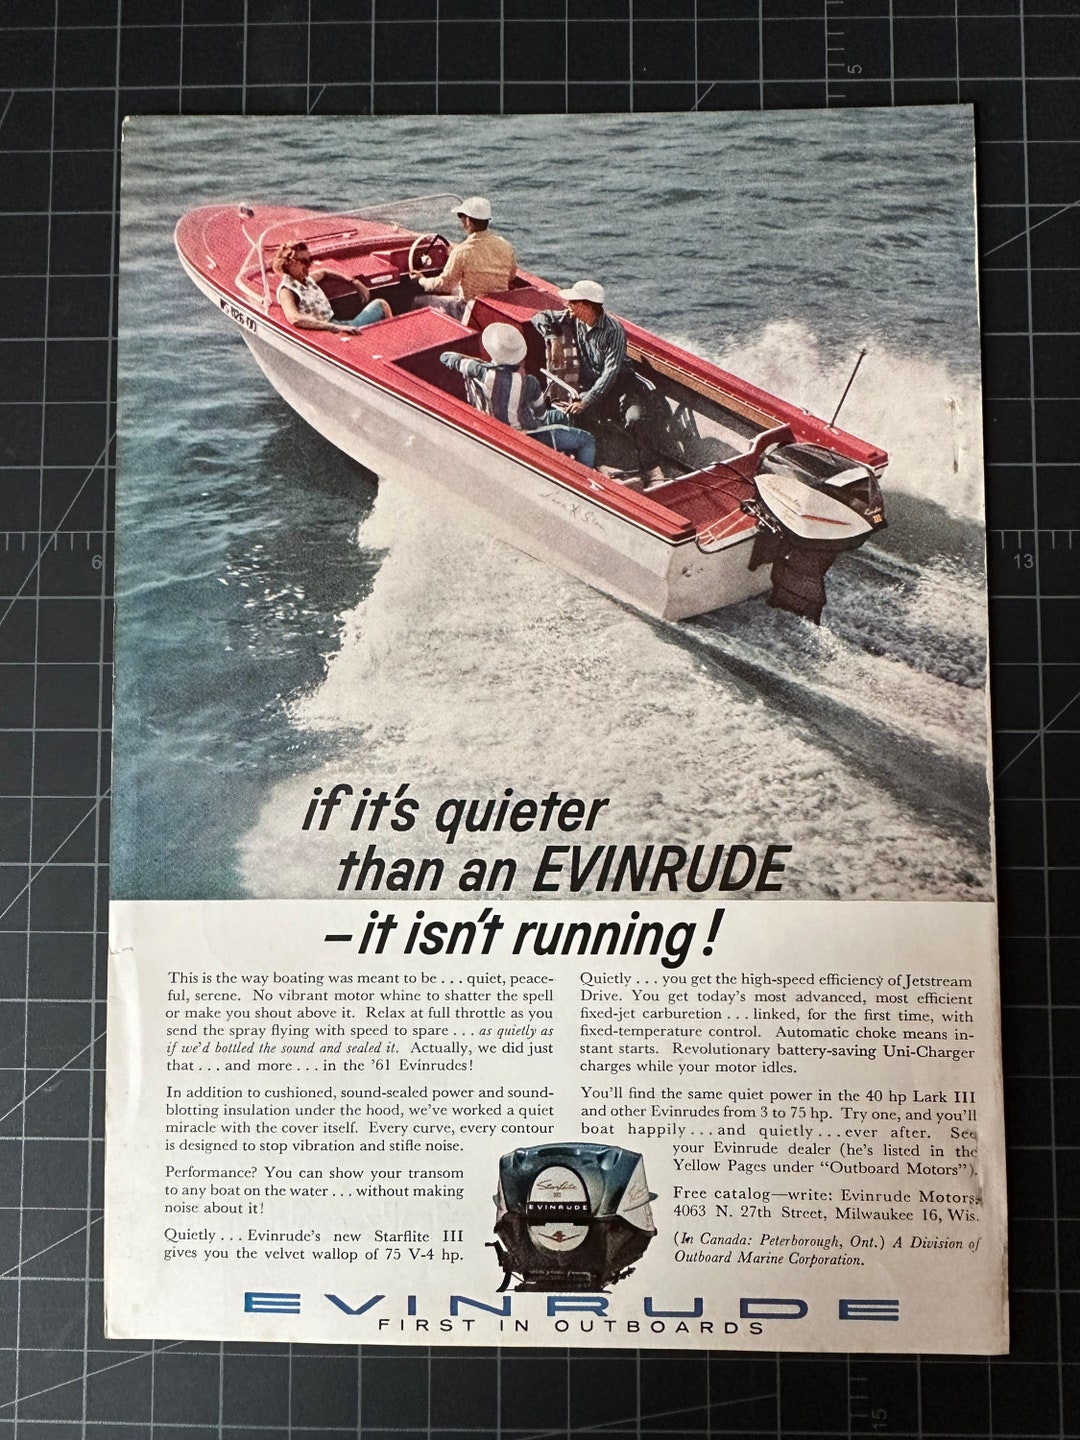 5
6
13
15
if it's quieter
than an EVINRUDE
– it isn't running!
This is the way boating was meant to be . . . quiet, peace-
ful, serene. No vibrant motor whine to shatter the spell
or make you shout above it. Relax at full throttle as you
send the spray flying with speed to spare . . . as quietly as
if we'd bottled the sound and sealed it. Actually, we did just
that . . . and more . . . in the '61 Evinrudes!
In addition to cushioned, sound-sealed power and sound-
blotting insulation under the hood, we've worked a quiet
miracle with the cover itself. Every curve, every contour
is designed to stop vibration and stifle noise.
Performance? You can show your transom
to any boat on the water . . . without making
noise about it!
Quietly . . . Evinrude's new Starflite III
gives you the velvet wallop of 75 V-4 hp.
Quietly . . . you get the high-speed efficiency of Jetstream
Drive. You get today's most advanced, most efficient
fixed-jet carburetion . . . linked, for the first time, with
fixed-temperature control. Automatic choke means in-
stant starts. Revolutionary battery-saving Uni-Charger
charges while your motor idles.
You'll find the same quiet power in the 40 hp Lark III
and other Evinrudes from 3 to 75 hp. Try one, and you'll
boat happily . . . and quietly . . . ever after. See
your Evinrude dealer (he's listed in the
Yellow Pages under “Outboard Motors”).
Free catalog—write: Evinrude Motors,
4063 N. 27th Street, Milwaukee 16, Wis.
(In Canada: Peterborough, Ont.) A Division of
Outboard Marine Corporation.
Starflite
III
EVINRUDE
EVINRUDE
FIRST IN OUTBOARDS